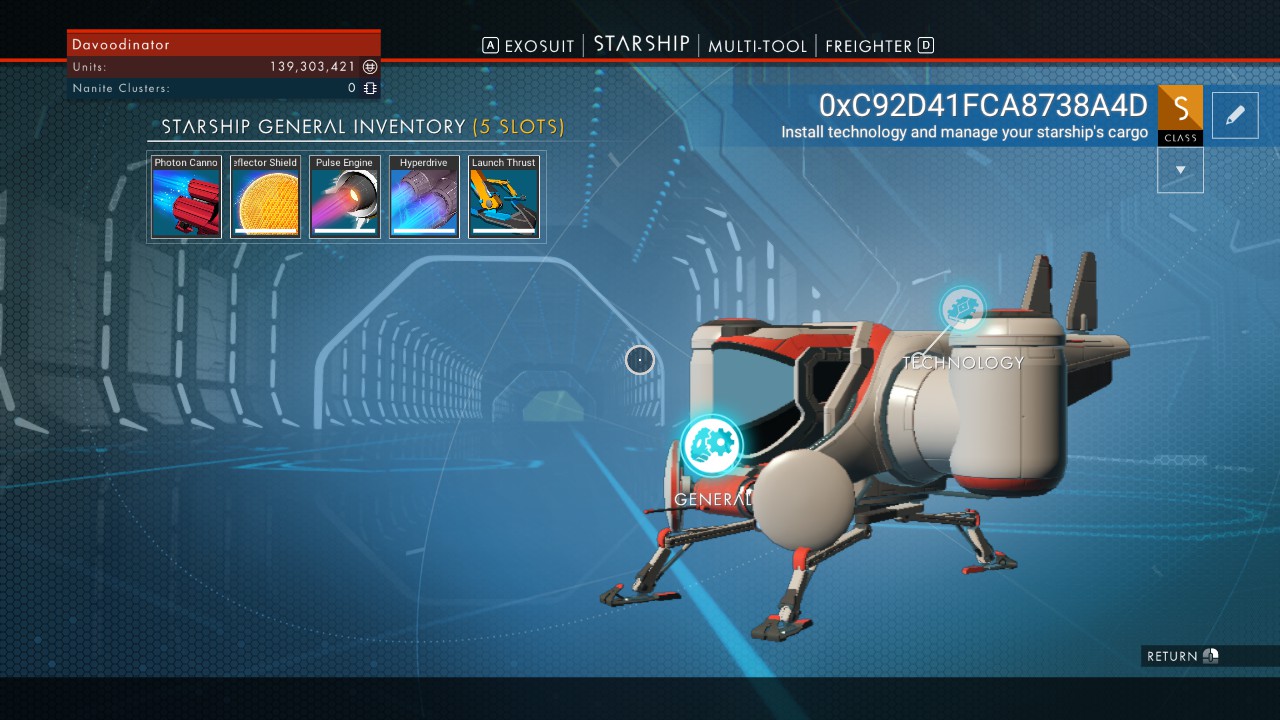 Davoodinator
Units: 139,303,421
Nanite Clusters: 0
A EXOSUIT STARSHIP MULTI-TOOL FREIGHTER D
STARSHIP GENERAL INVENTORY (5 SLOTS)
Photon Canno eflector Shield Pulse Engine Hyperdrive Launch Thrust
0xC92D41FCA8738A4D
Install technology and manage your starship's cargo
S
CLASS
TECHNOLOGY
GENERAL
RETURN